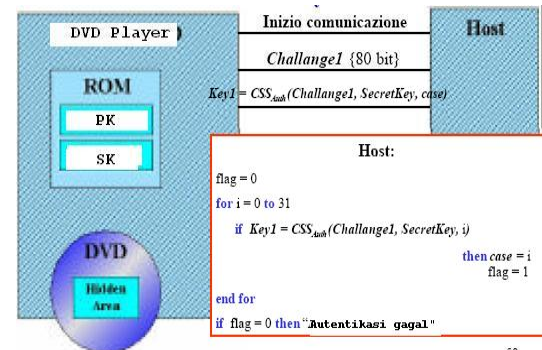 DVD Player)
Inizio comunicazione
Host
Challange1 {80 bit}
ROM
Key1 = CSSAuth(Challange1, SecretKey, case)
PK
SK
Host:
flag = 0
for i = 0 to 31
if Key1 = CSSAuth(Challange1, SecretKey, i)
then case = i
flag = 1
end for
if flag = 0 then "Autentikasi gagal"
DVD
Hidden
Area